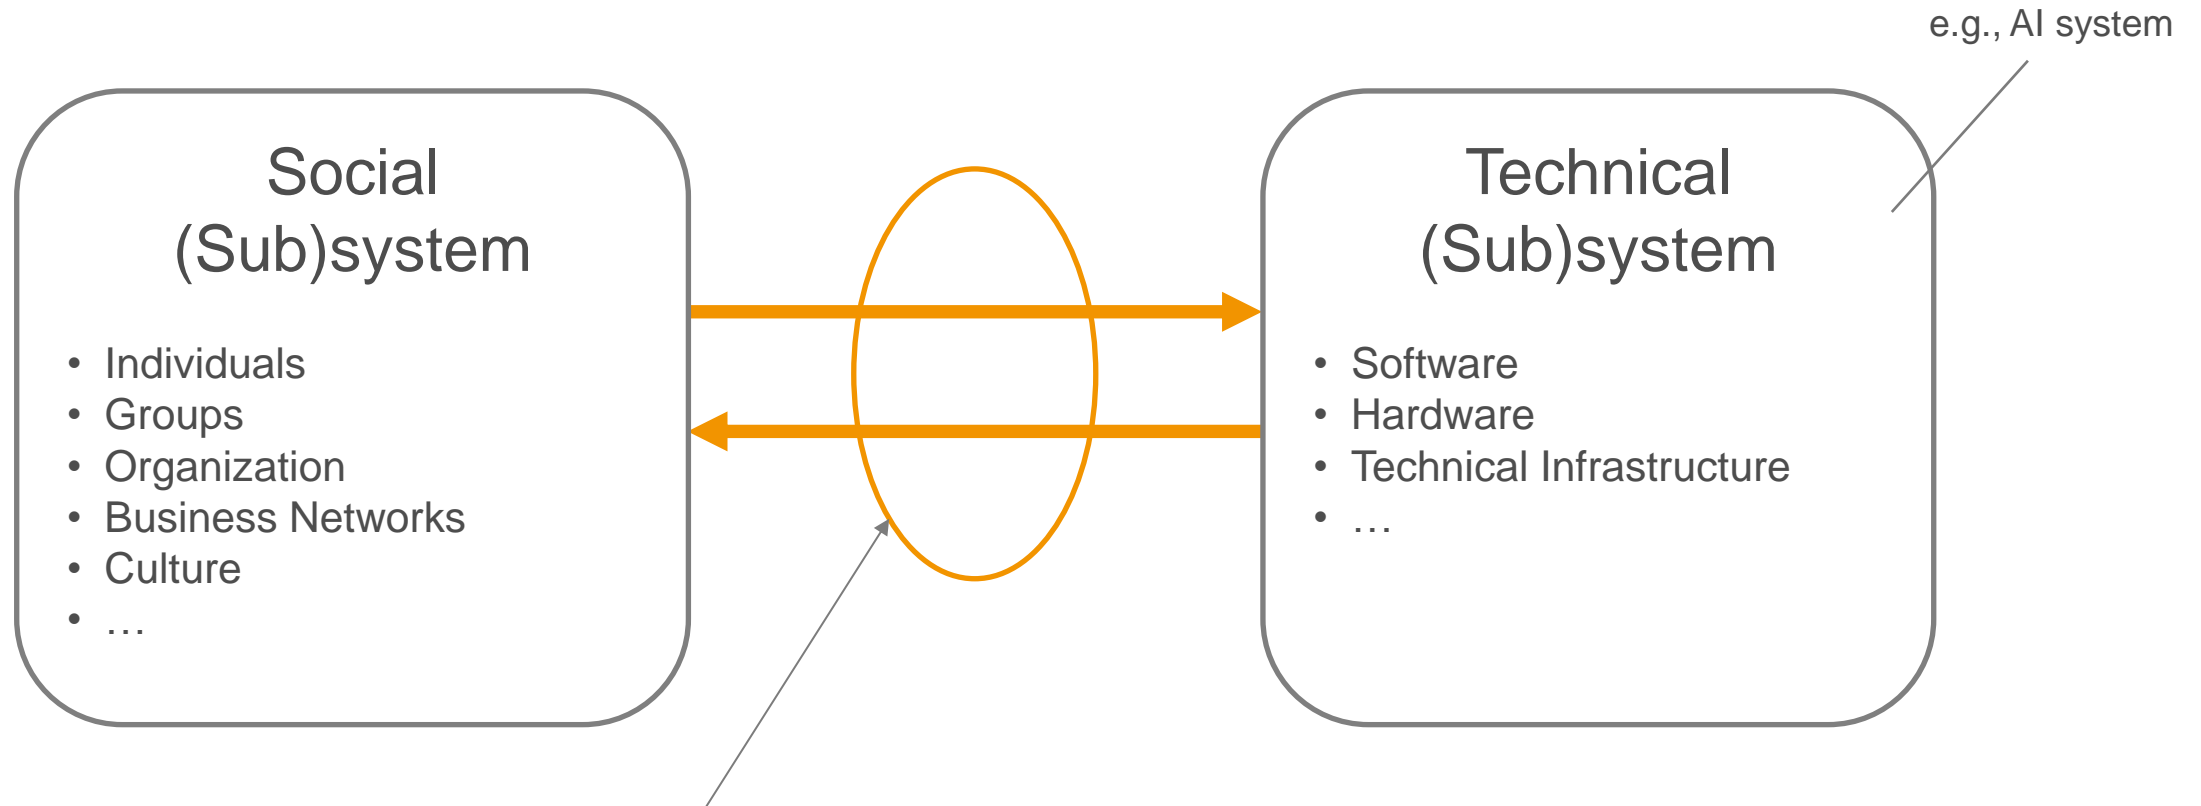 e.g., AI system
Social
(Sub)system
• Individuals
• Groups
• Organization
• Business Networks
• Culture
• …
Technical
(Sub)system
• Software
• Hardware
• Technical Infrastructure
• …